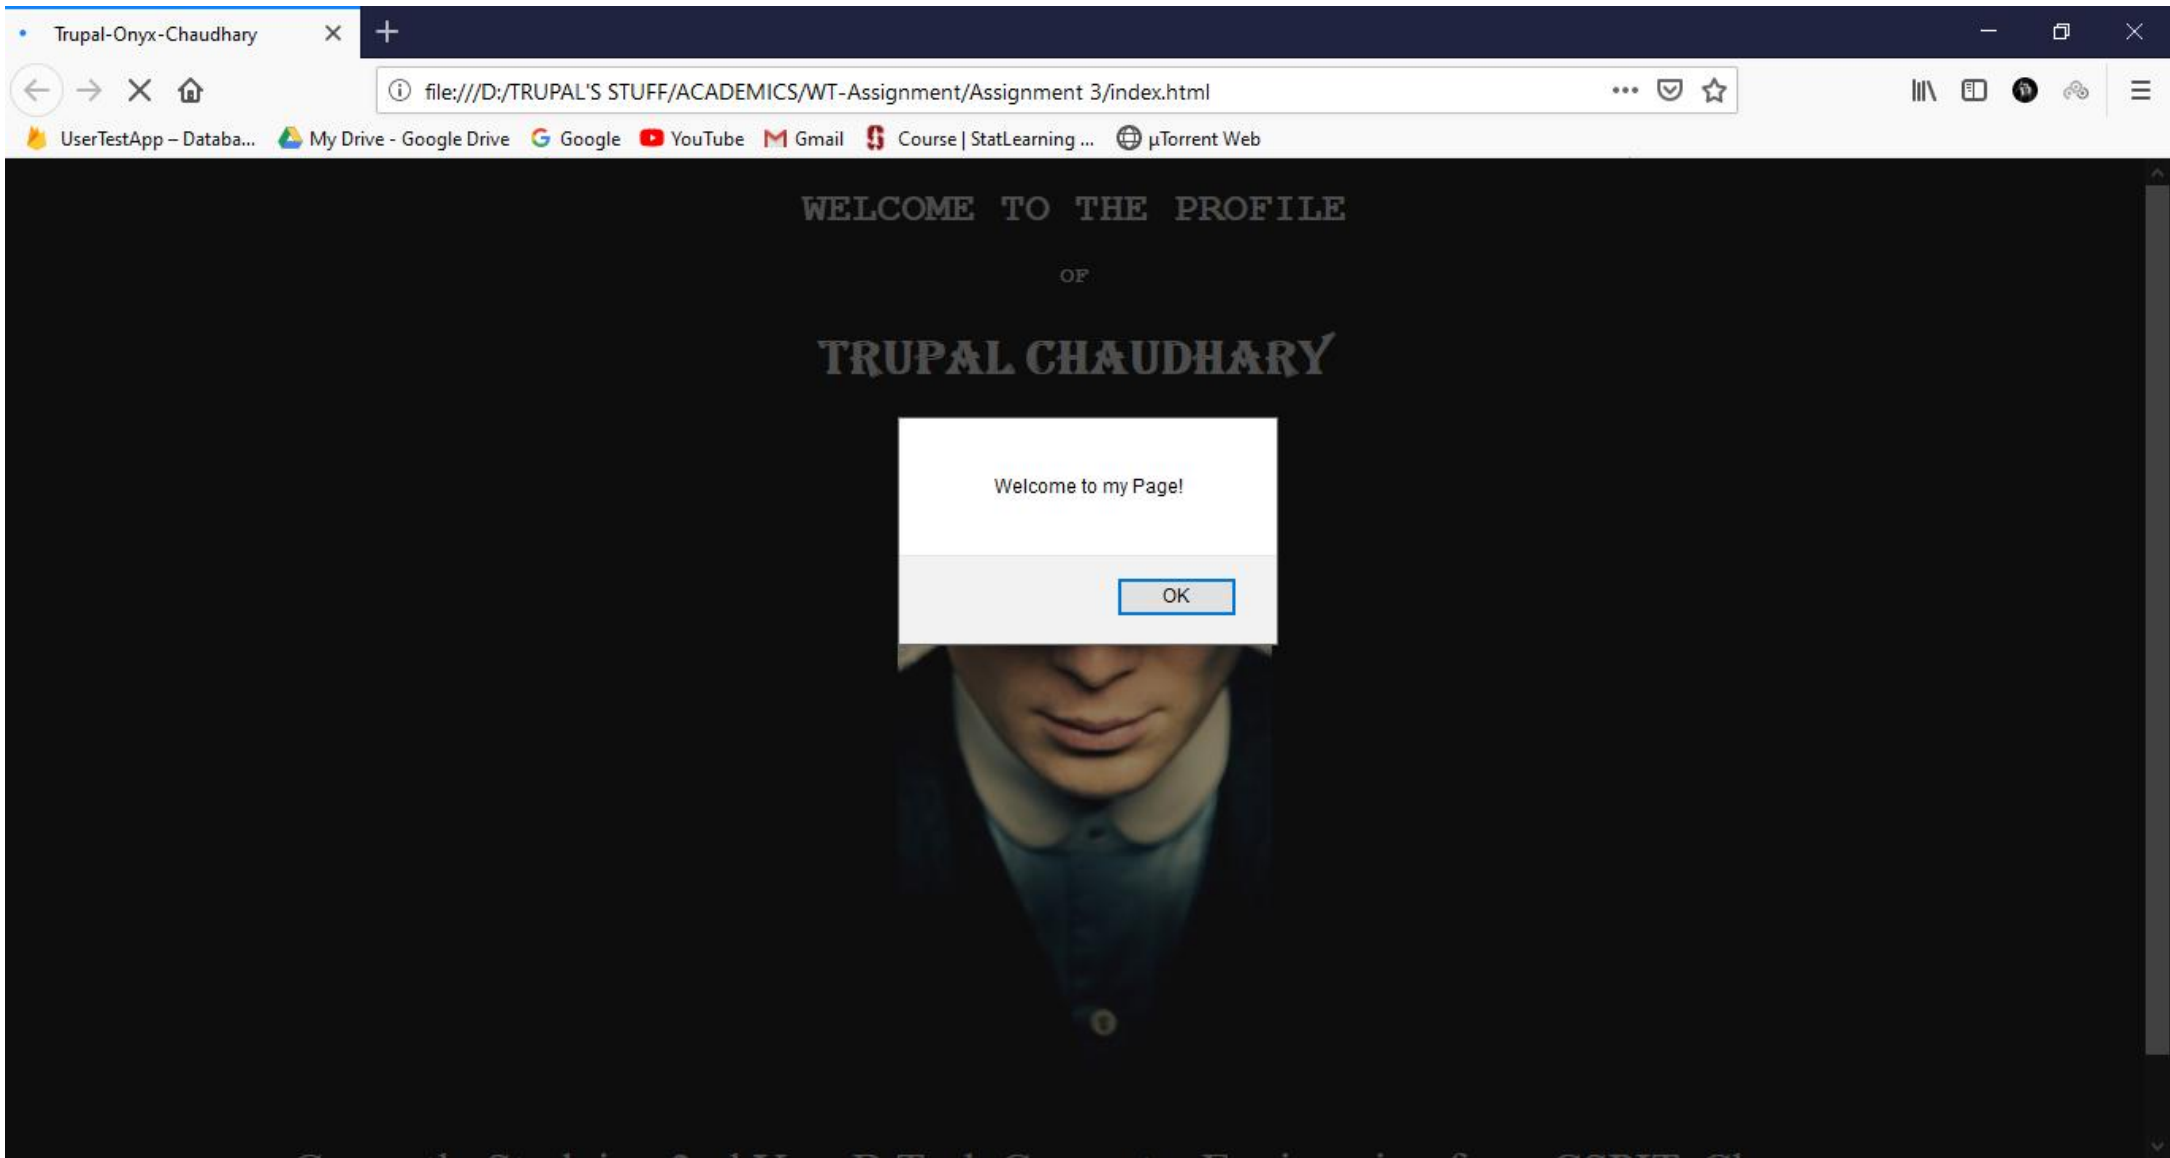 Trupal-Onyx-Chaudhary
file:///D:/TRUPAL'S STUFF/ACADEMICS/WT-Assignment/Assignment 3/index.html
UserTestApp – Databa... My Drive - Google Drive Google YouTube Gmail Course | StatLearning ... µTorrent Web
WELCOME TO THE PROFILE
OF
TRUPAL CHAUDHARY
Welcome to my Page!
OK